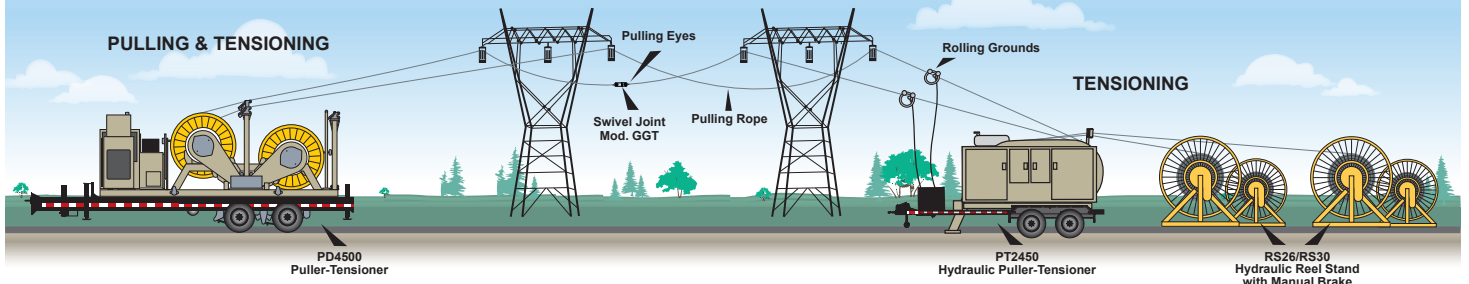 PULLING & TENSIONING
Pulling Eyes
Swivel Joint
Mod. GGT
Pulling Rope
Rolling Grounds
TENSIONING
PD4500
Puller-Tensioner
PT2450
Hydraulic Puller-Tensioner
RS26/RS30
Hydraulic Reel Stand
with Manual Brake